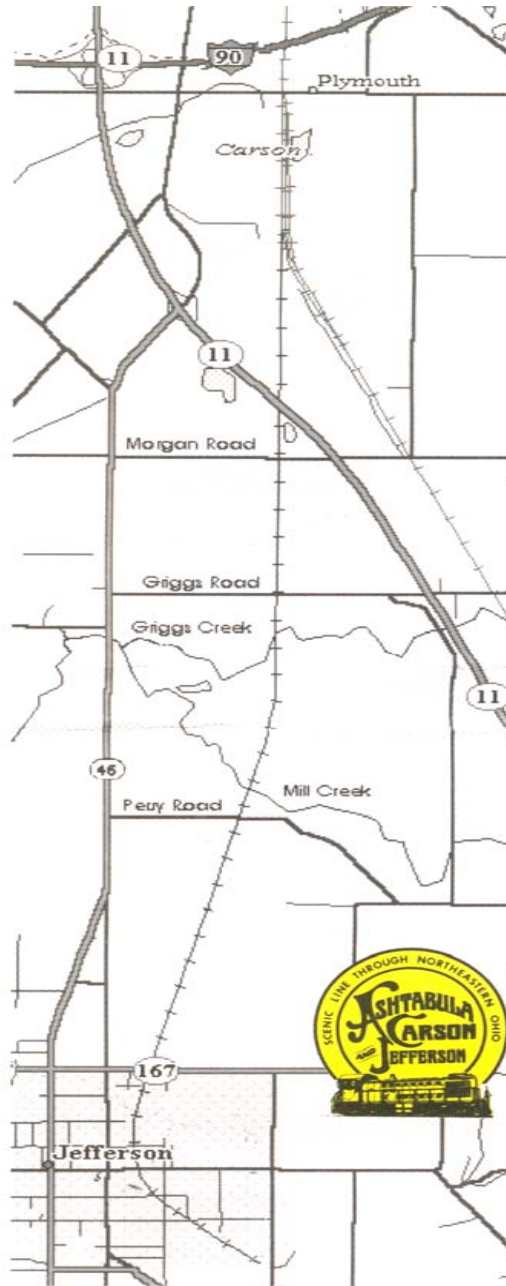 11
90
Plymouth
Carson
11
Morgan Road
Griggs Road
Griggs Creek
11
46
Mill Creek
Perry Road
SCENIC LINE THROUGH NORTHEASTERN OHIO
ASHTABULA
CARSON
AND
JEFFERSON
167
Jefferson